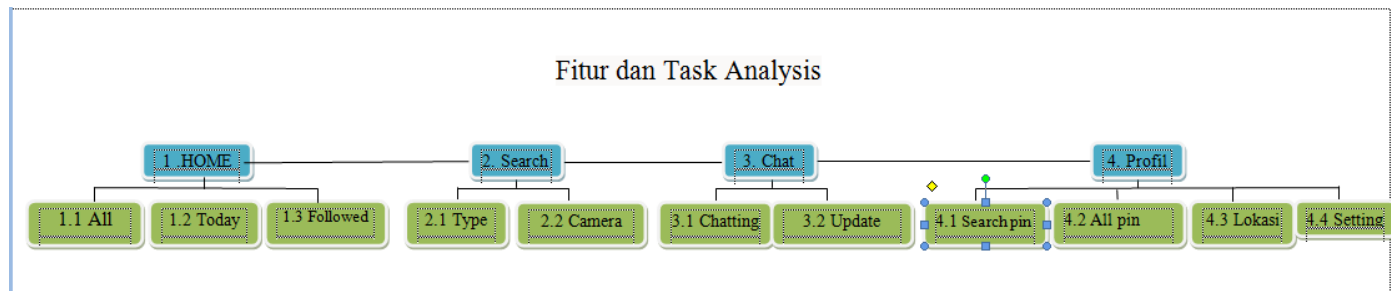 Fitur dan Task Analysis
1 .HOME
2. Search
3. Chat
4. Profil
1.1 All
1.2 Today
1.3 Followed
2.1 Type
2.2 Camera
3.1 Chatting
3.2 Update
4.1 Search pin
4.2 All pin
4.3 Lokasi
4.4 Setting